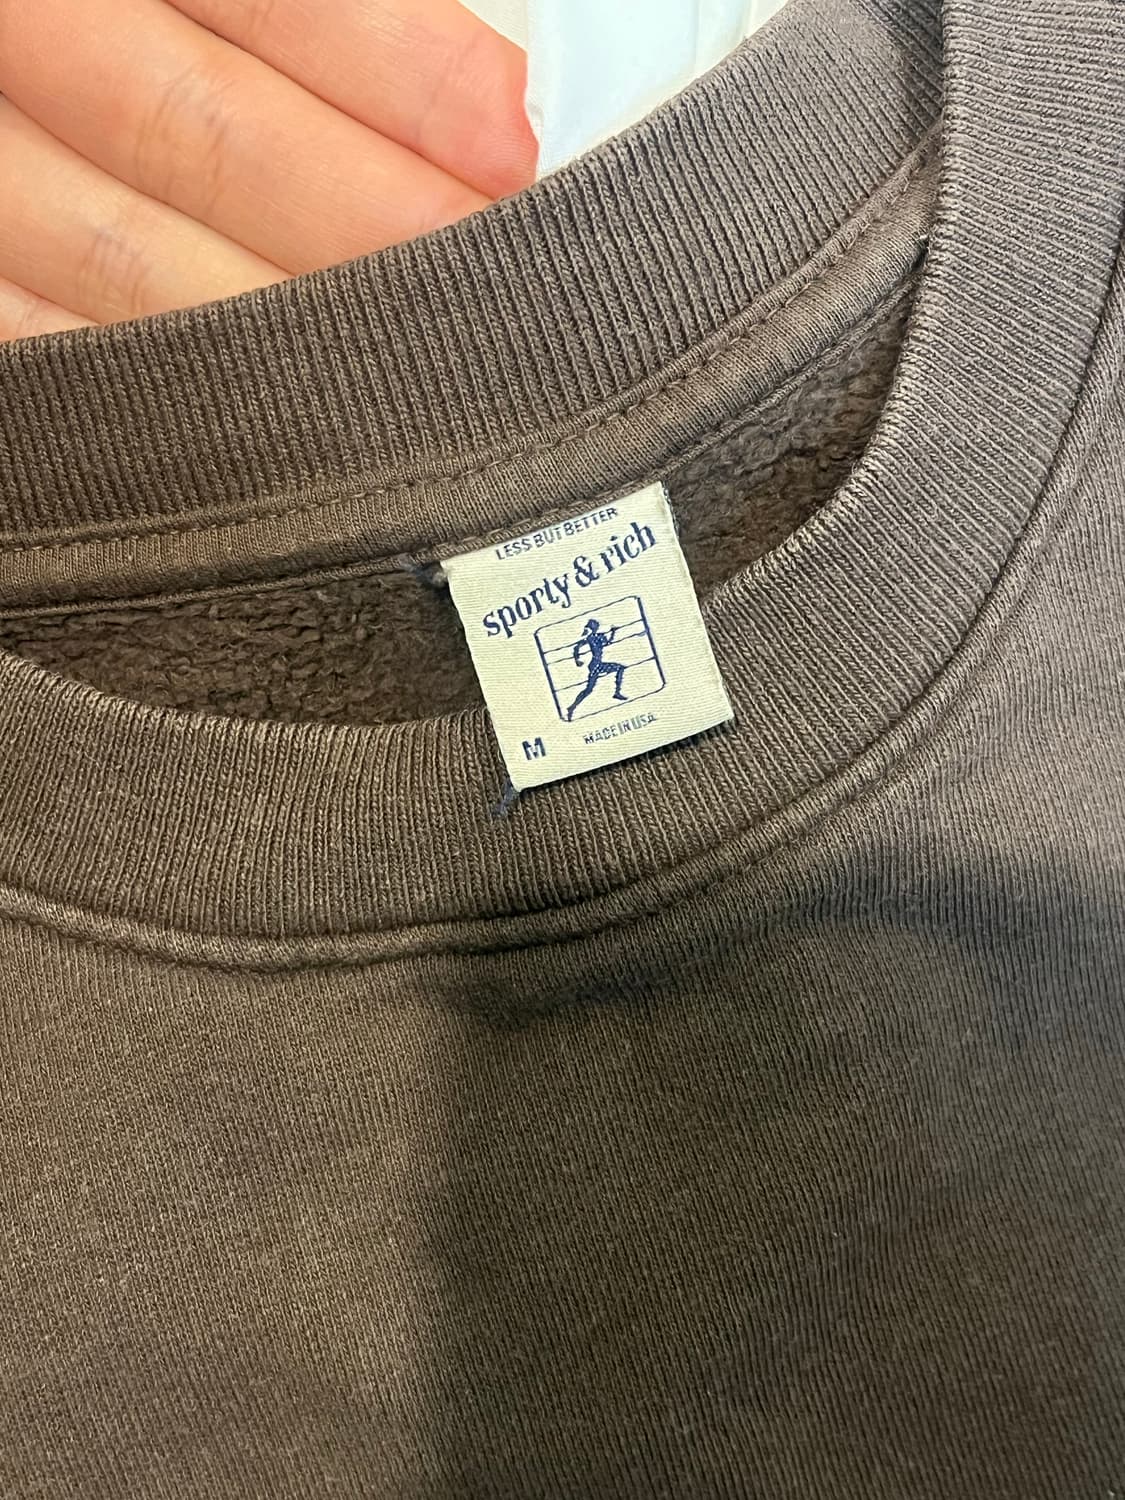 LESS BUT BETTER
sporty & rich
M MADE IN USA